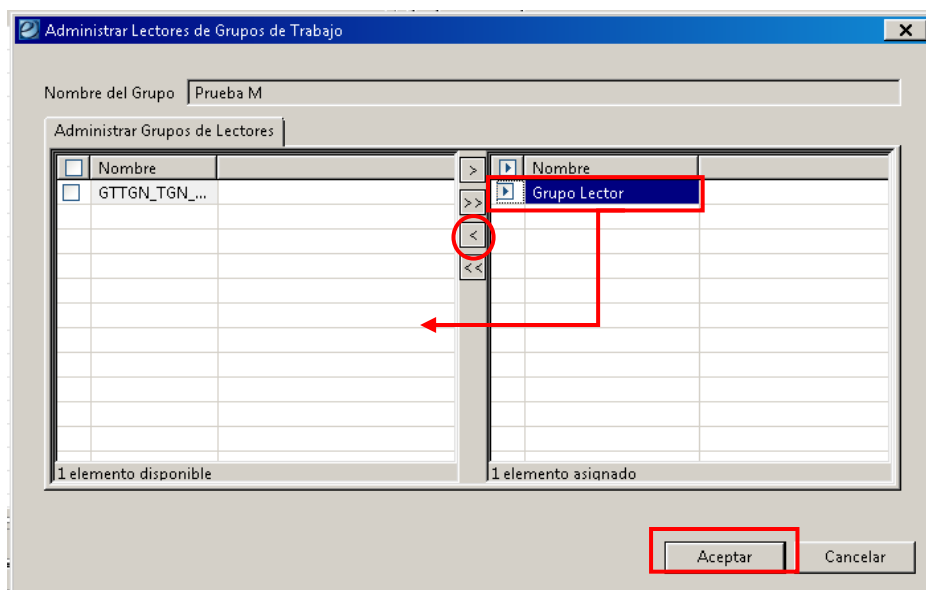 Administrar Lectores de Grupos de Trabajo
Nombre del Grupo Prueba M
Administrar Grupos de Lectores
Nombre > Nombre
GTTGN_TGN_... >> Grupo Lector
<
<<
1 elemento disponible 1 elemento asignado
Aceptar Cancelar